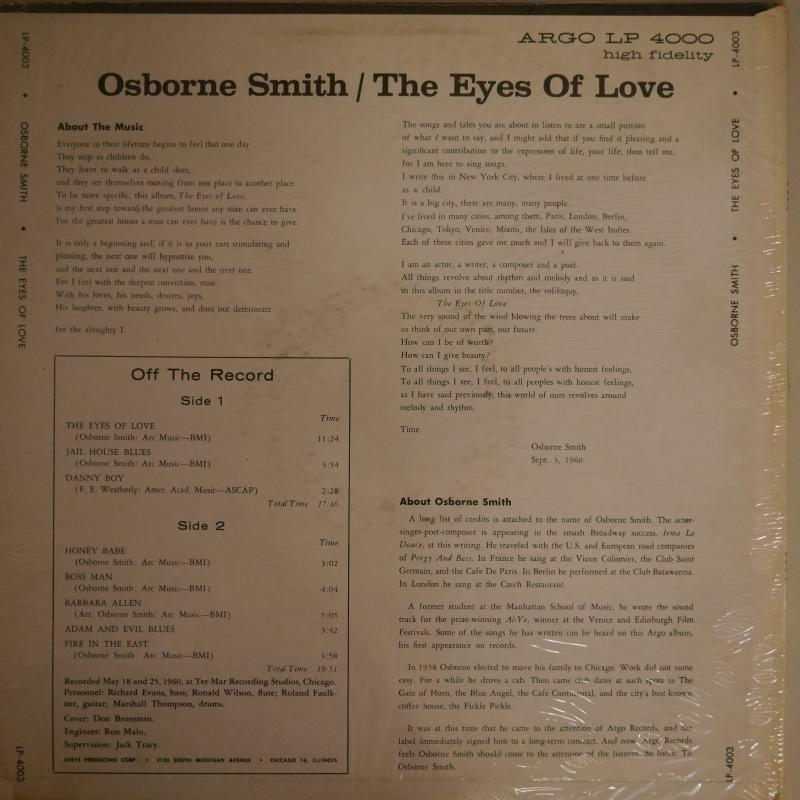 ARGO LP 4000
high fidelity
Osborne Smith / The Eyes Of Love
LP-4003 • OSBORNE SMITH • THE EYES OF LOVE
LP-4003
About The Music
Everyone in their lifetime begins to feel that one day
They step as children do,
They learn to walk as a child does,
and they see themselves moving from one place to another place.
To be more specific, this album, The Eyes of Love,
is my first step toward the greatest honor any man can ever have.
For the greatest honor a man can ever have is the chance to give.
It is only a beginning and, if it is to your ears stimulating and
pleasing, the next one will hypnotize you,
and the next one and the next one and the next one.
For I feel with the deepest conviction, man
With his loves, his needs, desires, joys,
His laughter, with beauty grows, and does not deteriorate
for the almighty I.
Off The Record
Side 1
Time
THE EYES OF LOVE
(Osborne Smith: Arc Music—BMI) 11:24
JAIL HOUSE BLUES
(Osborne Smith: Arc Music—BMI) 3:54
DANNY BOY
(F. E. Weatherly: Amer. Acad. Music—ASCAP) 2:28
Total Time 17:46
Side 2
Time
HONEY BABE
(Osborne Smith: Arc Music—BMI) 3:02
BOSS MAN
(Osborne Smith: Arc Music—BMI) 4:04
BARBARA ALLEN
(Arr. Osborne Smith: Arc Music—BMI) 5:05
ADAM AND EVIL BLUES 3:42
FIRE IN THE EAST
(Osborne Smith: Arc Music—BMI) 3:58
Total Time 19:51
Recorded May 18 and 25, 1960, at Ter-Mar Recording Studios, Chicago.
Personnel: Richard Evans, bass; Ronald Wilson, flute; Roland Faulk-
ner, guitar; Marshall Thompson, drums.
Cover: Don Bronstein.
Engineer: Ron Malo.
Supervision: Jack Tracy.
CHESS PRODUCING CORP. • 2120 SOUTH MICHIGAN AVENUE • CHICAGO 16, ILLINOIS
The songs and tales you are about to listen to are a small portion
of what I want to say, and I might add that if you find it pleasing and a
significant contribution to the expression of life, your life, then tell me,
for I am here to sing songs.
I write this in New York City, where I lived at one time before
as a child.
It is a big city, there are many, many people.
I've lived in many cities, among them, Paris, London, Berlin,
Chicago, Tokyo, Venice, Miami, the Isles of the West Indies.
Each of these cities gave me much and I will give back to them again.
I am an actor, a writer, a composer and a poet.
All things revolve about rhythm and melody and as it is said
in this album in the title number, the soliloquy,
The Eyes Of Love
The very sound of the wind blowing the trees about will make
us think of our own pain, our future.
How can I be of worth?
How can I give beauty?
To all things I see, I feel, to all people's with honest feelings,
To all things I see, I feel, to all peoples with honest feelings,
as I have said previously, this world of ours revolves around
melody and rhythm.
Time.
Osborne Smith
Sept. 3, 1960
About Osborne Smith
A long list of credits is attached to the name of Osborne Smith. The actor-
singer-poet-composer is appearing in the smash Broadway success, Irma La
Douce, at this writing. He traveled with the U.S. and European road companies
of Porgy And Bess. In France he sang at the Vieux Colomier, the Club Saint
Germain, and the Cafe De Paris. In Berlin he performed at the Club Batawanna.
In London he sang at the Czech Restaurant.
A former student at the Manhattan School of Music, he wrote the sound
track for the prize-winning Ai-Ye, winner at the Venice and Edinburgh Film
Festivals. Some of the songs he has written can be heard on this Argo album,
his first appearance on records.
In 1958 Osborne elected to move his family to Chicago. Work did not come
easy. For a while he drove a cab. Then came club dates at such spots as The
Gate of Horn, the Blue Angel, the Cafe Continental, and the city's best-known
coffee house, the Fickle Pickle.
It was at this time that he came to the attention of Argo Records, and the
label immediately signed him to a long-term contract. And now Argo Records
feels Osborne Smith should come to the attention of the listener. So listen. To
Osborne Smith.
LP-4003 • THE EYES OF LOVE • OSBORNE SMITH
LP-4003